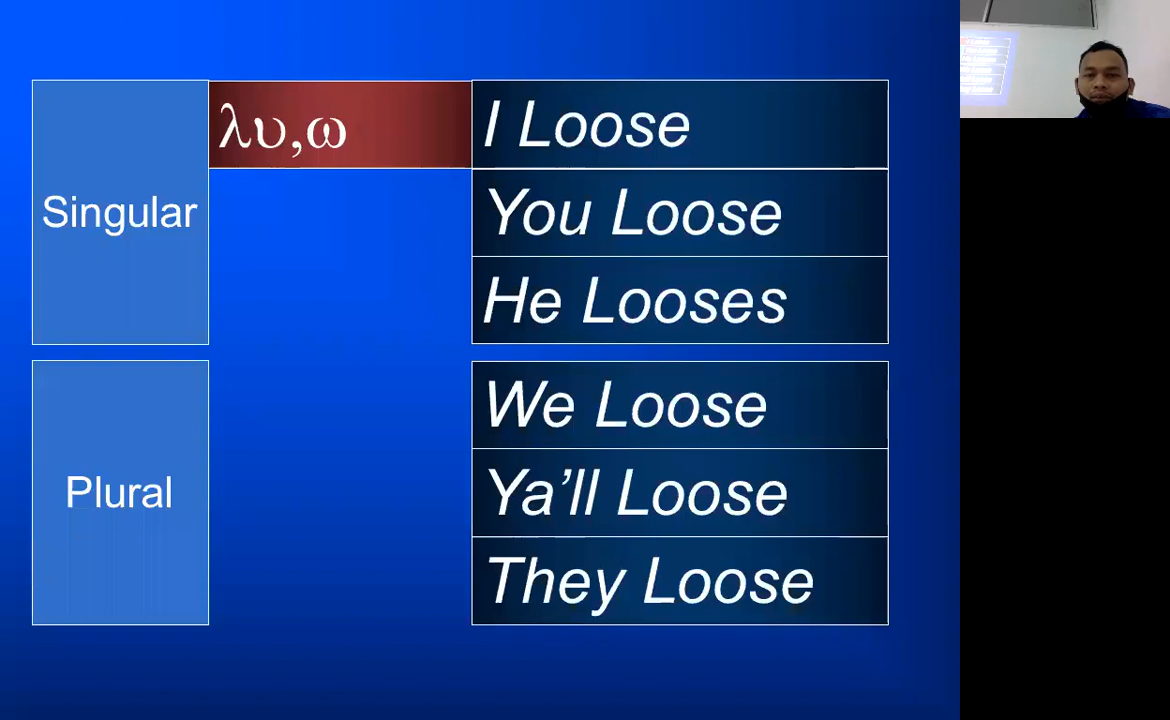 Singular
λυ,ω
I Loose
You Loose
He Looses
Plural
We Loose
Ya’ll Loose
They Loose